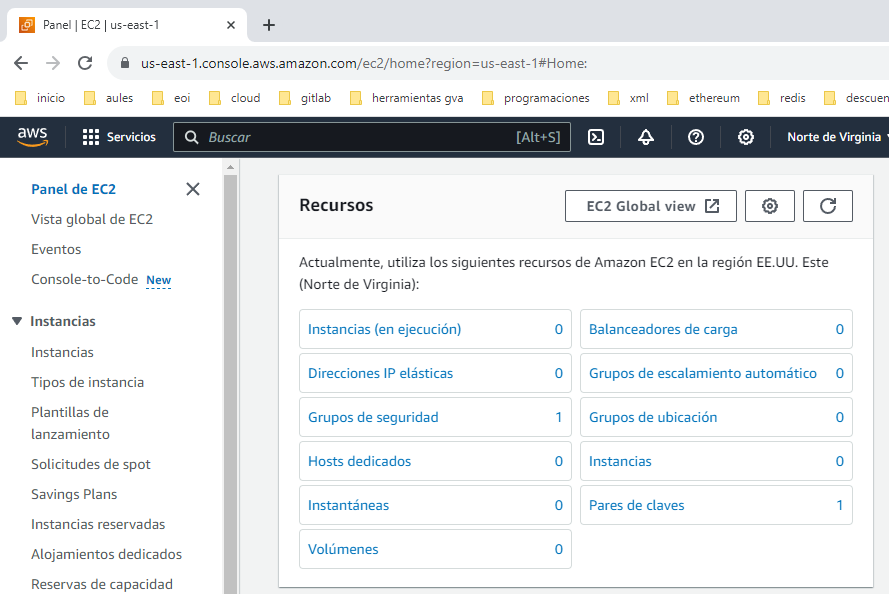 Panel | EC2 | us-east-1
us-east-1.console.aws.amazon.com/ec2/home?region=us-east-1#Home:
inicio aules eoi cloud gitlab herramientas gva programaciones xml ethereum redis descuen
aws Servicios Buscar [Alt+S] Norte de Virginia
Panel de EC2
Vista global de EC2
Eventos
Console-to-Code New
Instancias
Instancias
Tipos de instancia
Plantillas de
lanzamiento
Solicitudes de spot
Savings Plans
Instancias reservadas
Alojamientos dedicados
Reservas de capacidad
Recursos EC2 Global view
Actualmente, utiliza los siguientes recursos de Amazon EC2 en la región EE.UU. Este
(Norte de Virginia):
Instancias (en ejecución) 0 Balanceadores de carga 0
Direcciones IP elásticas 0 Grupos de escalamiento automático 0
Grupos de seguridad 1 Grupos de ubicación 0
Hosts dedicados 0 Instancias 0
Instantáneas 0 Pares de claves 1
Volúmenes 0